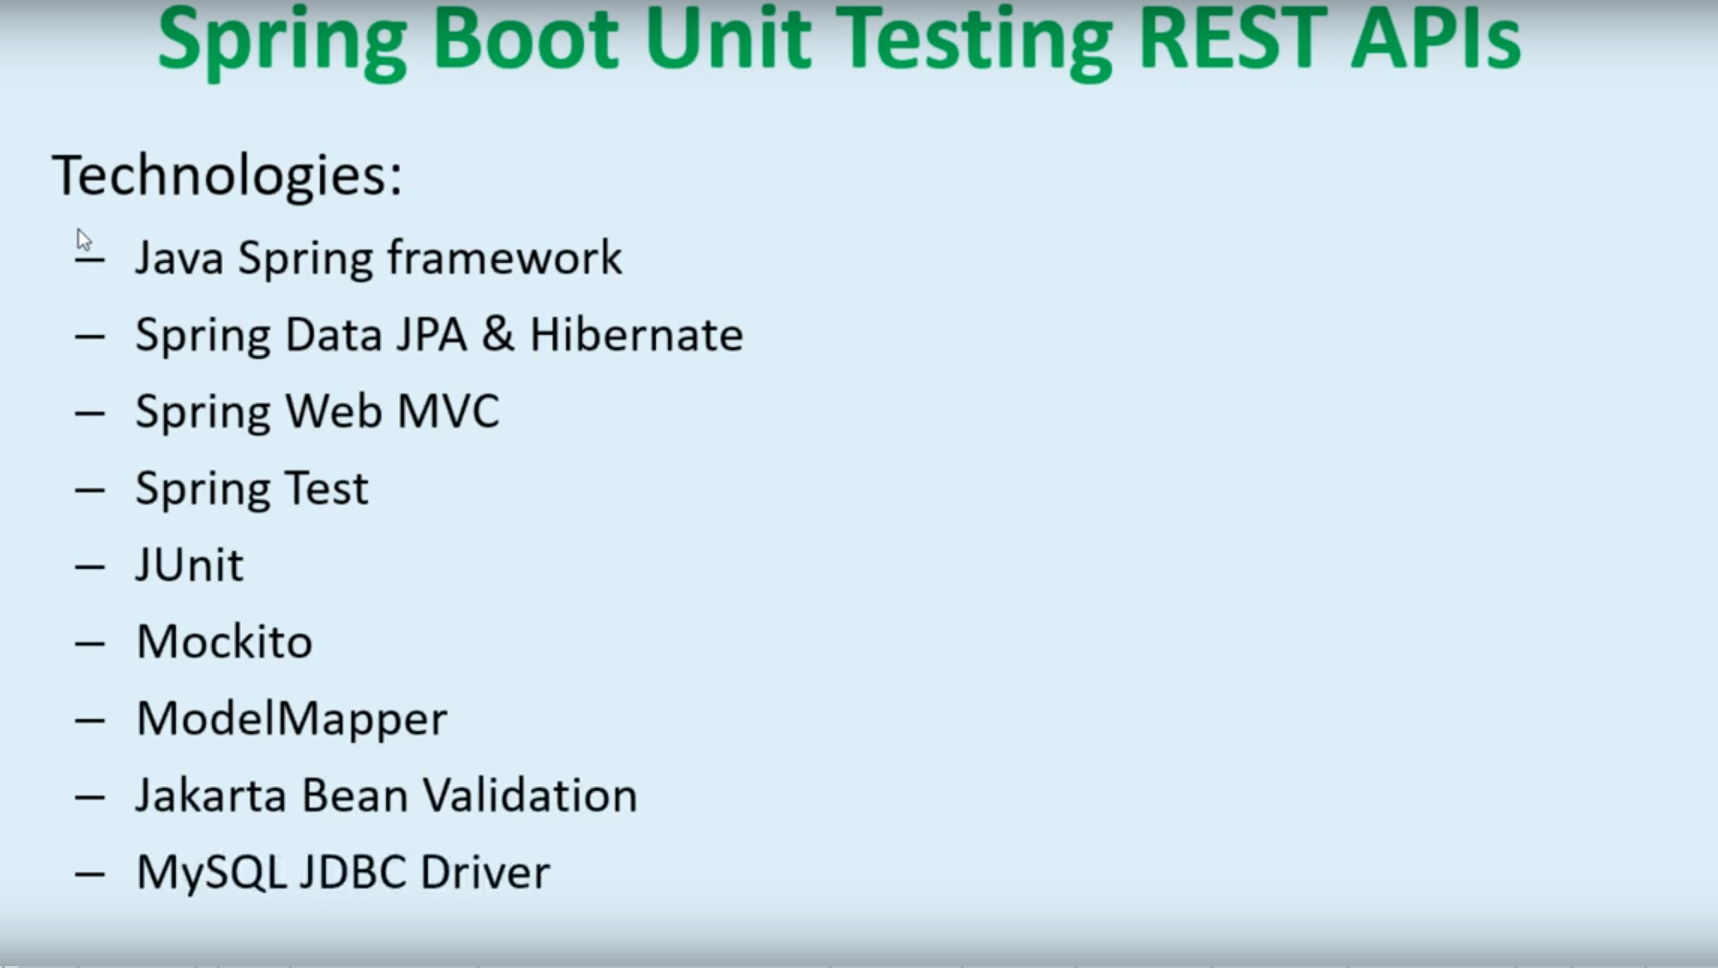 Spring Boot Unit Testing REST APIs
Technologies:
– Java Spring framework
– Spring Data JPA & Hibernate
– Spring Web MVC
– Spring Test
– JUnit
– Mockito
– ModelMapper
– Jakarta Bean Validation
– MySQL JDBC Driver